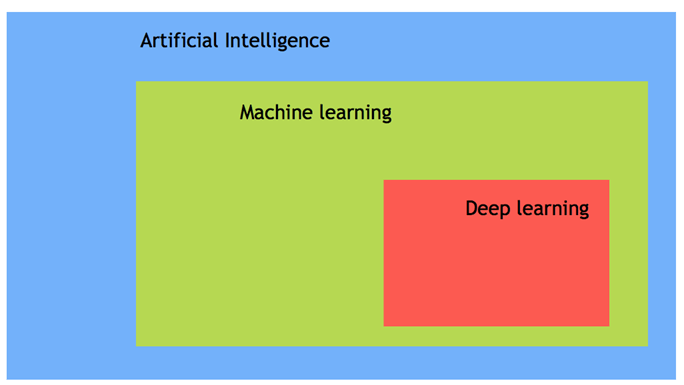 Artificial Intelligence
Machine learning
Deep learning